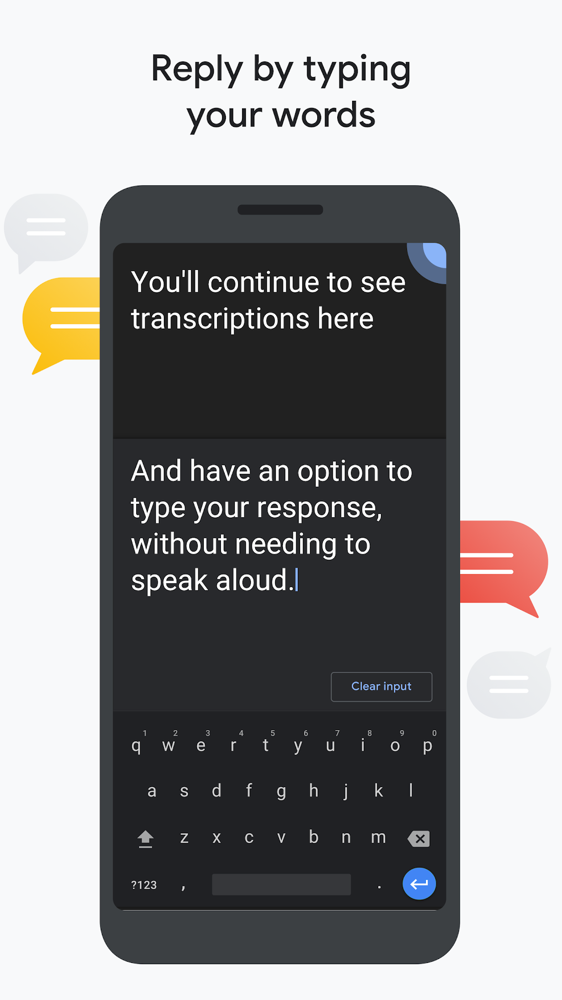 Reply by typing
your words
You'll continue to see
transcriptions here
And have an option to
type your response,
without needing to
speak aloud.
Clear input
1 2 3 4 5 6 7 8 9 0
q w e r t y u i o p
a s d f g h j k l
z x c v b n m
?123 , .